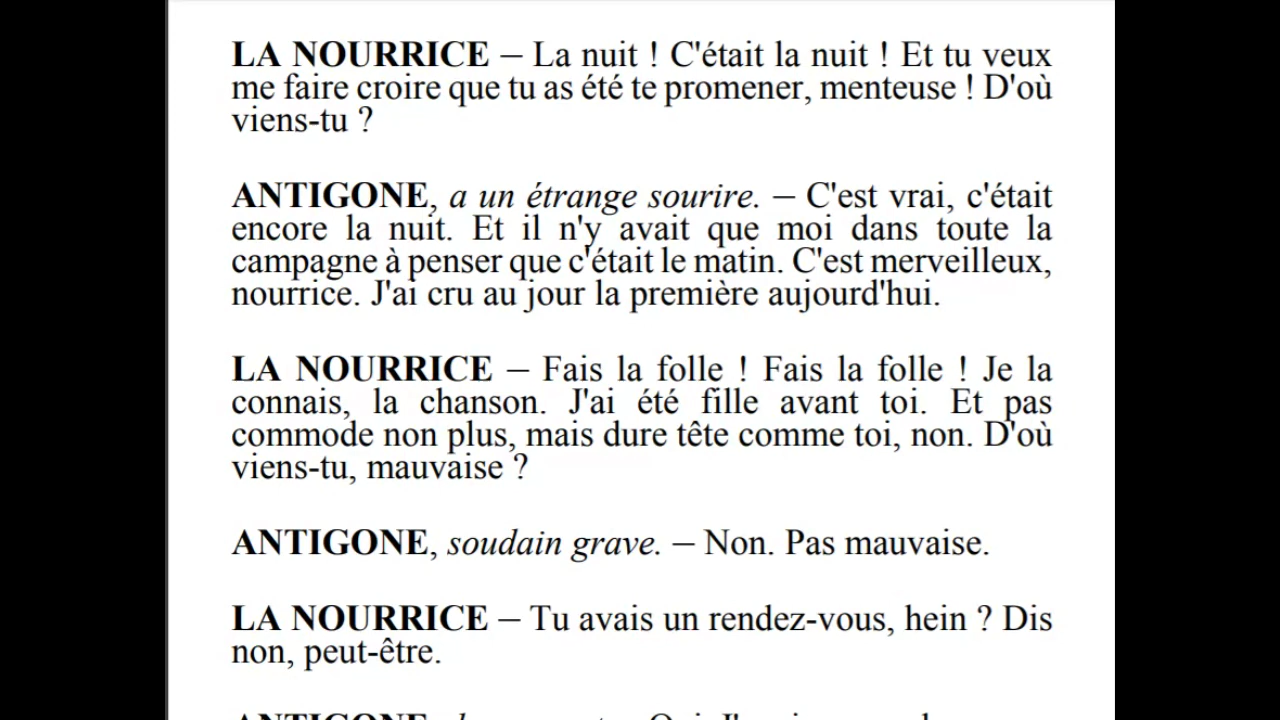 LA NOURRICE – La nuit ! C'était la nuit ! Et tu veux
me faire croire que tu as été te promener, menteuse ! D'où
viens-tu ?
ANTIGONE, a un étrange sourire. – C'est vrai, c'était
encore la nuit. Et il n'y avait que moi dans toute la
campagne à penser que c'était le matin. C'est merveilleux,
nourrice. J'ai cru au jour la première aujourd'hui.
LA NOURRICE – Fais la folle ! Fais la folle ! Je la
connais, la chanson. J'ai été fille avant toi. Et pas
commode non plus, mais dure tête comme toi, non. D'où
viens-tu, mauvaise ?
ANTIGONE, soudain grave. – Non. Pas mauvaise.
LA NOURRICE – Tu avais un rendez-vous, hein ? Dis
non, peut-être.
ANTIGONE